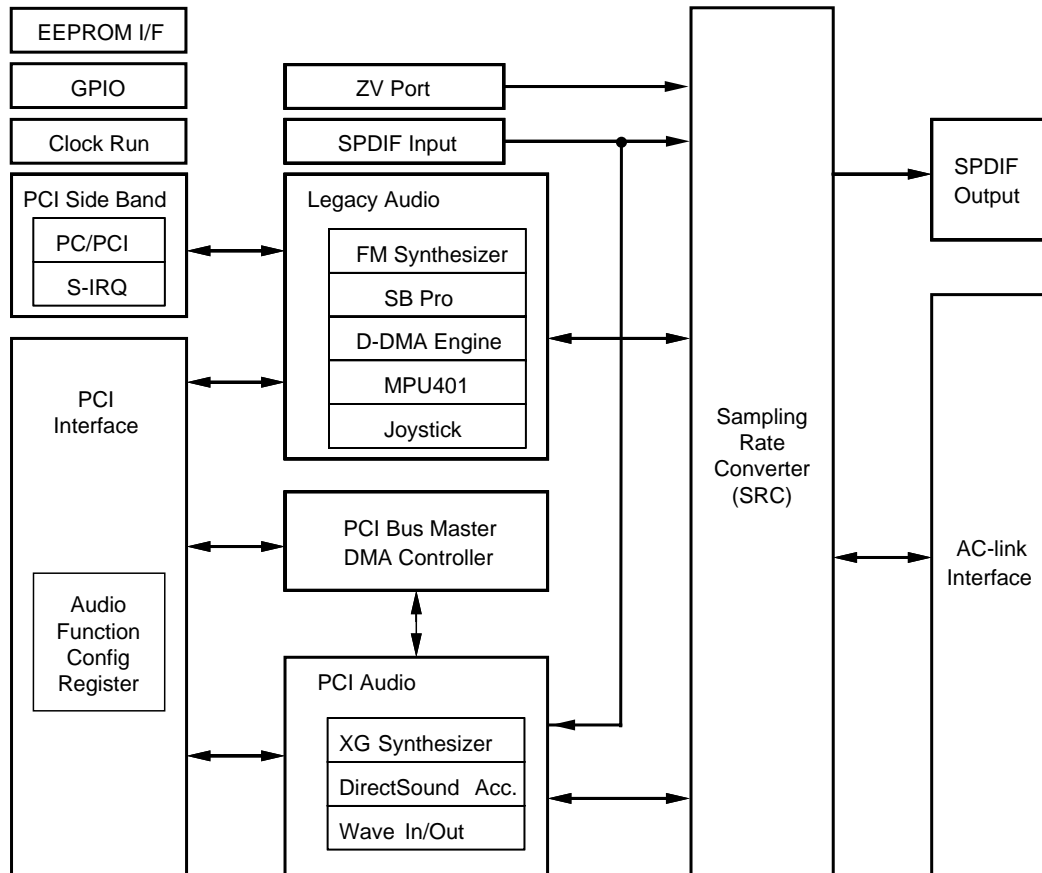 EEPROM I/F
GPIO
Clock Run
PCI Side Band
PC/PCI
S-IRQ
PCI
Interface
Audio
Function
Config
Register
ZV Port
SPDIF Input
Legacy Audio
FM Synthesizer
SB Pro
D-DMA Engine
MPU401
Joystick
PCI Bus Master
DMA Controller
PCI Audio
XG Synthesizer
DirectSound Acc.
Wave In/Out
Sampling
Rate
Converter
(SRC)
SPDIF
Output
AC-link
Interface